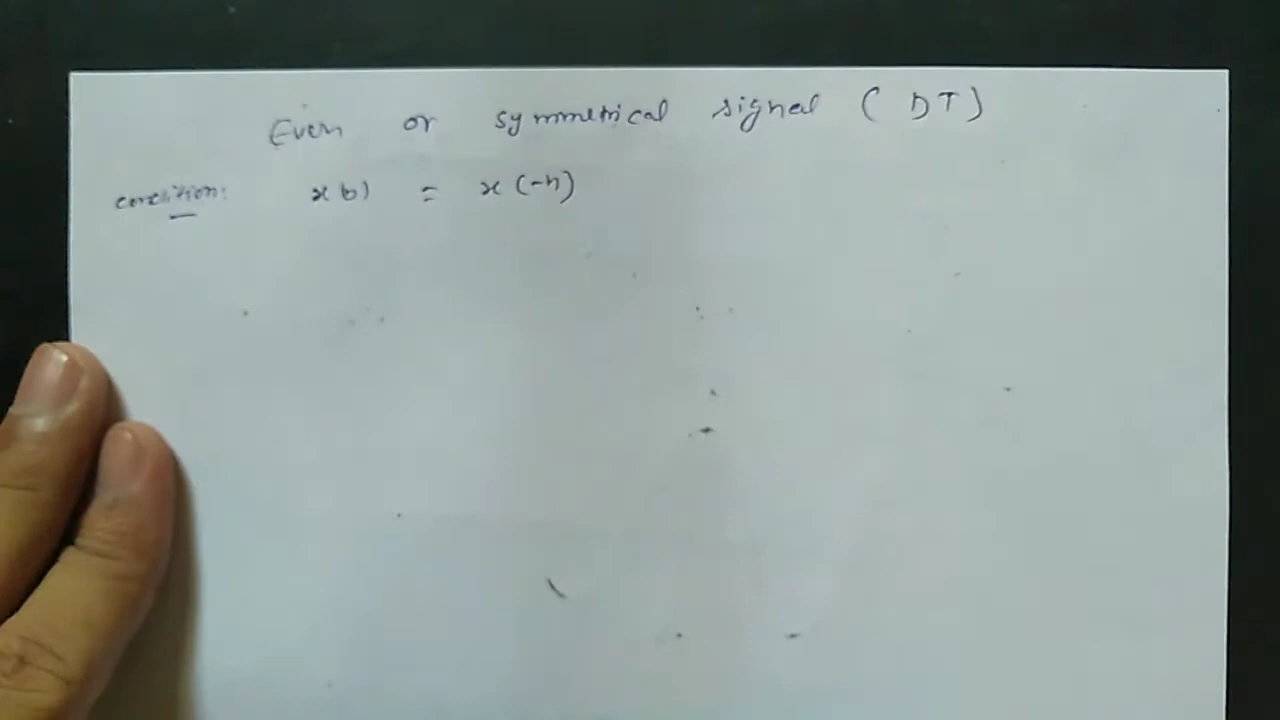 Even or symmetrical signal (DT)
condition: x(n) = x(-n)